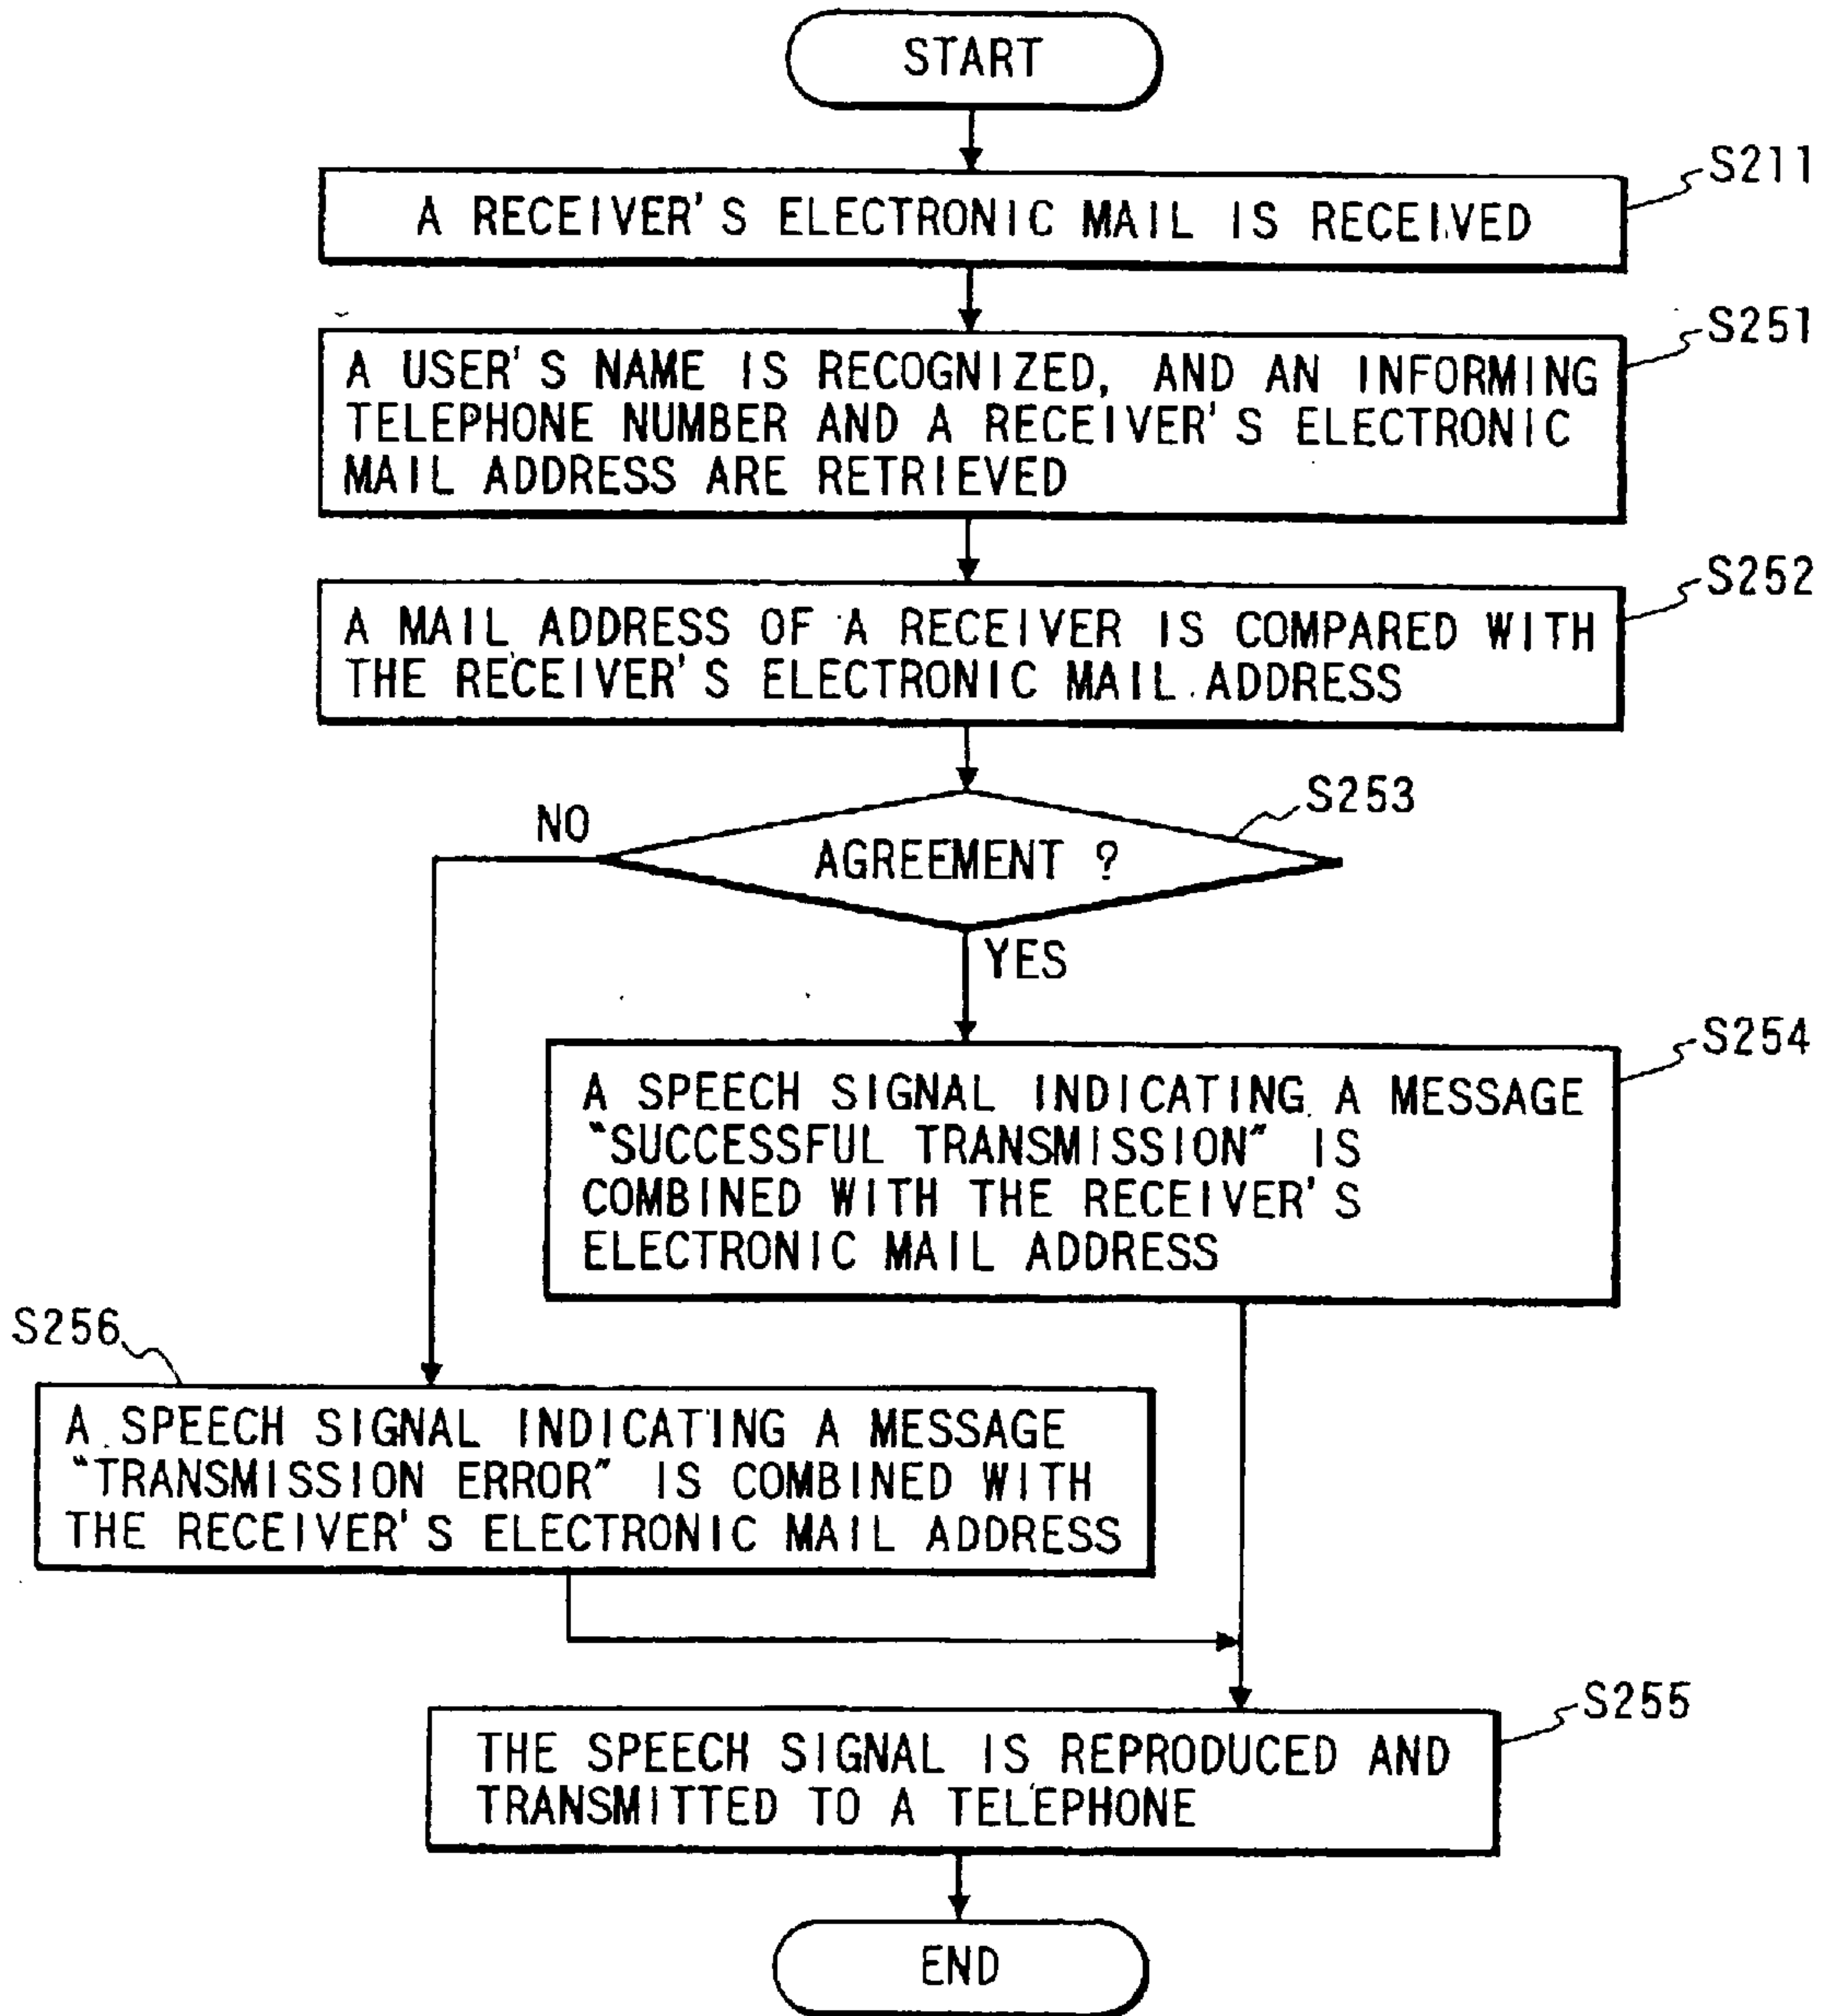 START
S211
A RECEIVER'S ELECTRONIC MAIL IS RECEIVED
S251
A USER'S NAME IS RECOGNIZED, AND AN INFORMING
TELEPHONE NUMBER AND A RECEIVER'S ELECTRONIC
MAIL ADDRESS ARE RETRIEVED
S252
A MAIL ADDRESS OF A RECEIVER IS COMPARED WITH
THE RECEIVER'S ELECTRONIC MAIL ADDRESS
S253
NO
AGREEMENT ?
YES
S254
A SPEECH SIGNAL INDICATING A MESSAGE
"SUCCESSFUL TRANSMISSION" IS
COMBINED WITH THE RECEIVER'S
ELECTRONIC MAIL ADDRESS
S256
A SPEECH SIGNAL INDICATING A MESSAGE
"TRANSMISSION ERROR" IS COMBINED WITH
THE RECEIVER'S ELECTRONIC MAIL ADDRESS
S255
THE SPEECH SIGNAL IS REPRODUCED AND
TRANSMITTED TO A TELEPHONE
END